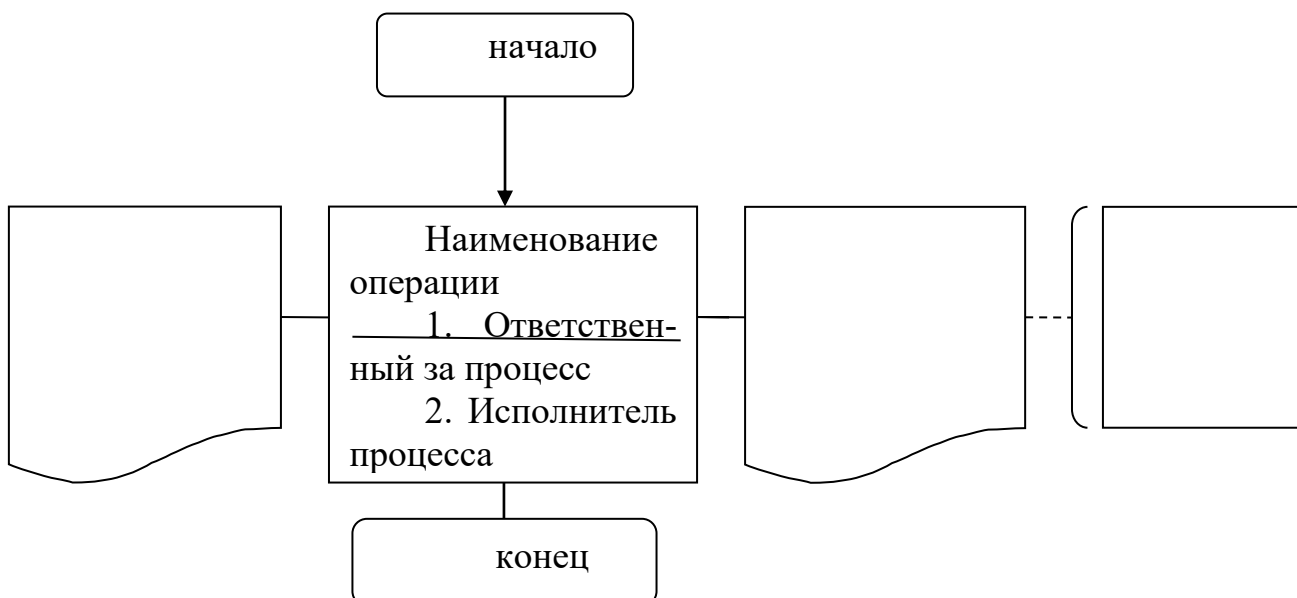 начало
Наименование
операции
1. Ответствен-
ный за процесс
2. Исполнитель
процесса
конец